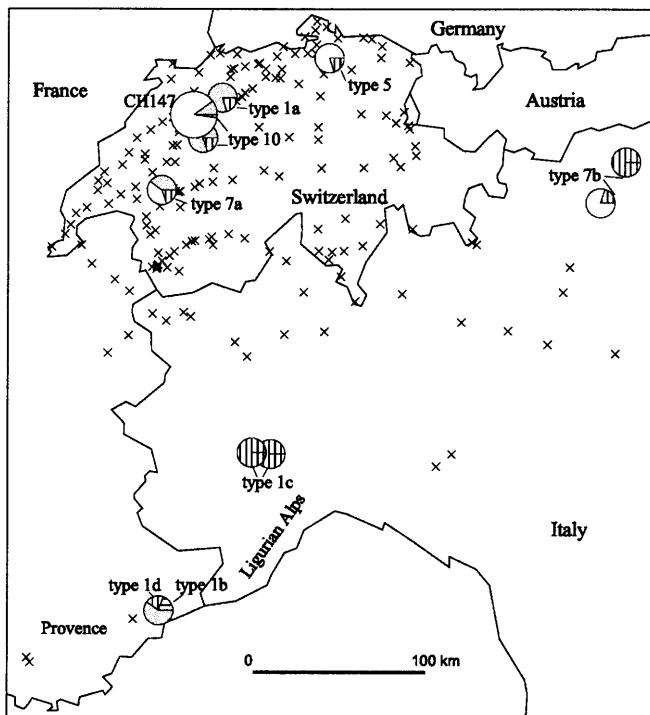 Germany
France
type 5
CH147
type 1a
Austria
type 10
type 7b
Switzerland
type 7a
type 1c
Ligurian Alps
Italy
type 1d type 1b
Provence
0 100 km